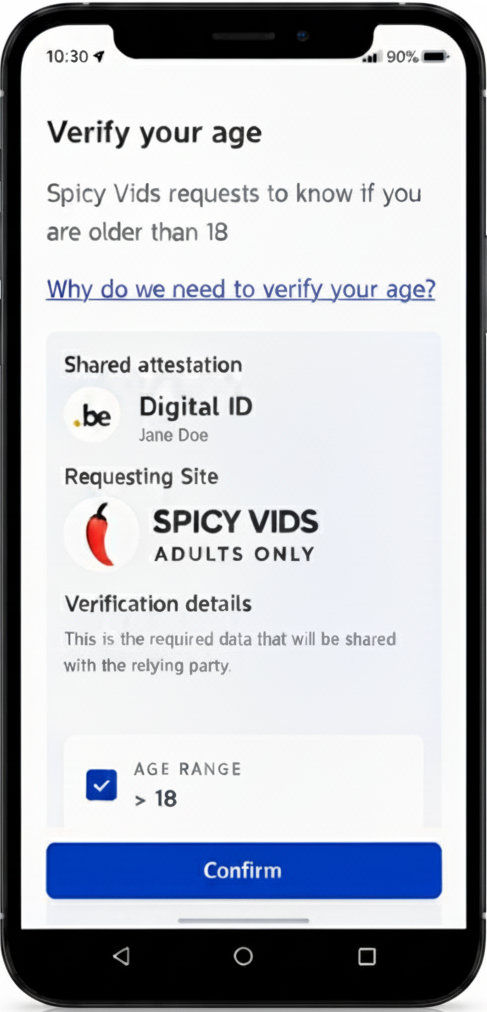 10:30
90%
Verify your age
Spicy Vids requests to know if you
are older than 18
Why do we need to verify your age?
Shared attestation
.be
Digital ID
Jane Doe
Requesting Site
SPICY VIDS
ADULTS ONLY
Verification details
This is the required data that will be shared
with the relying party.
AGE RANGE
> 18
Confirm